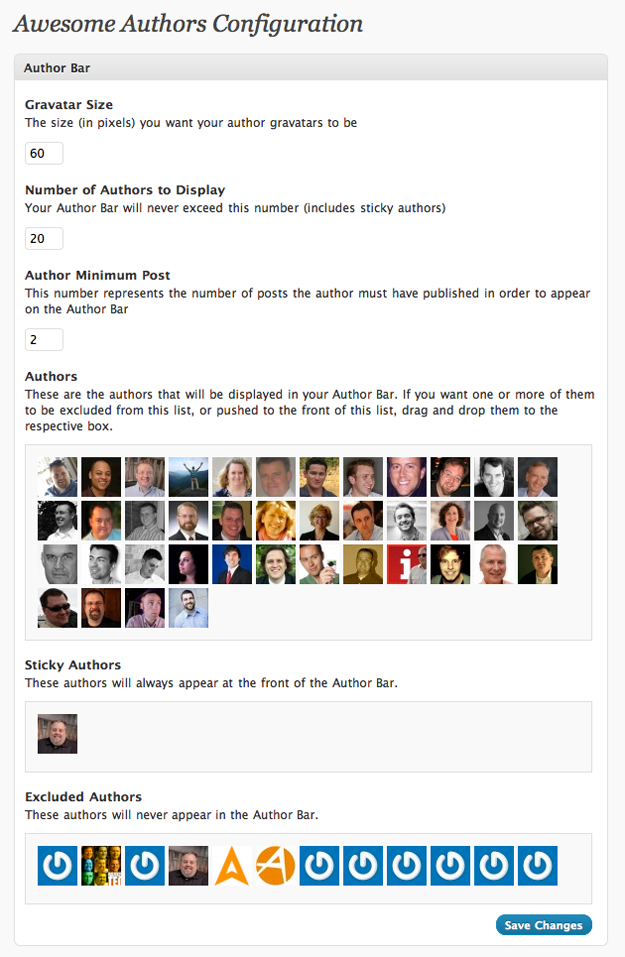 Awesome Authors Configuration
Author Bar
Gravatar Size
The size (in pixels) you want your author gravatars to be
60
Number of Authors to Display
Your Author Bar will never exceed this number (includes sticky authors)
20
Author Minimum Post
This number represents the number of posts the author must have published in order to appear
on the Author Bar
2
Authors
These are the authors that will be displayed in your Author Bar. If you want one or more of them
to be excluded from this list, or pushed to the front of this list, drag and drop them to the
respective box.
Sticky Authors
These authors will always appear at the front of the Author Bar.
Excluded Authors
These authors will never appear in the Author Bar.
Save Changes